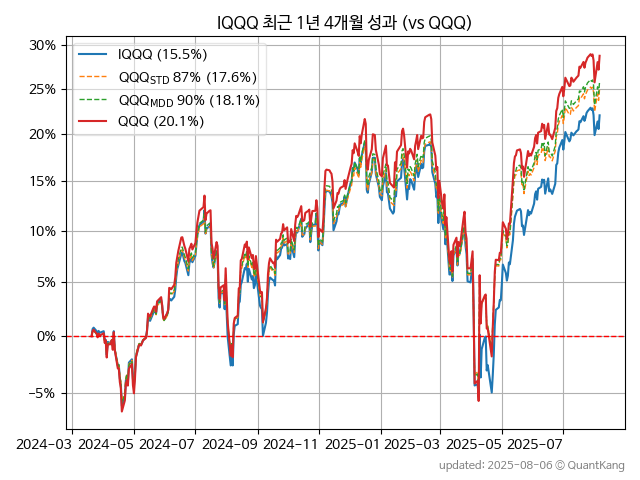 IQQQ 최근 1년 4개월 성과 (vs QQQ)
30%
25%
20%
15%
10%
5%
0%
−5%
IQQQ (15.5%)
QQQSTD 87% (17.6%)
QQQMDD 90% (18.1%)
QQQ (20.1%)
2024-03 2024-05 2024-07 2024-09 2024-11 2025-01 2025-03 2025-05 2025-07
updated: 2025-08-06 © QuantKang